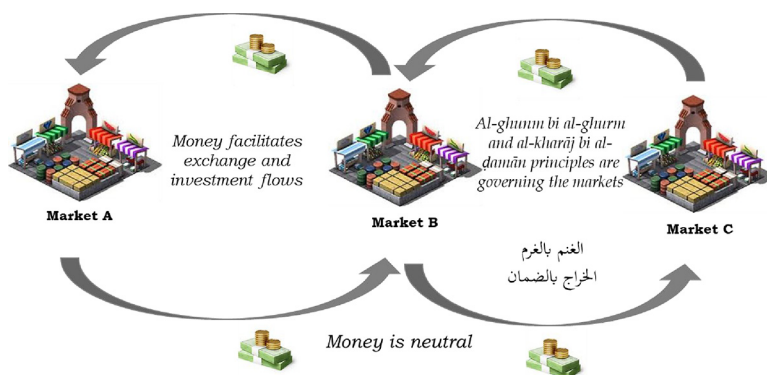 Money facilitates
exchange and
investment flows
Al-ghunm bi al-ghurm
and al-kharāj bi al-
ḍamān principles are
governing the markets
Market A
Market B
Market C
الغنم بالغرم
الخراج بالضمان
Money is neutral